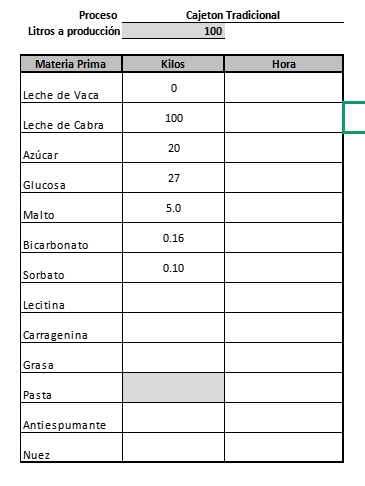 Proceso Cajeton Tradicional
Litros a producción 100
Materia Prima Kilos Hora
Leche de Vaca 0
Leche de Cabra 100
Azúcar 20
Glucosa 27
Malto 5.0
Bicarbonato 0.16
Sorbato 0.10
Lecitina
Carragenina
Grasa
Pasta
Antiespumante
Nuez